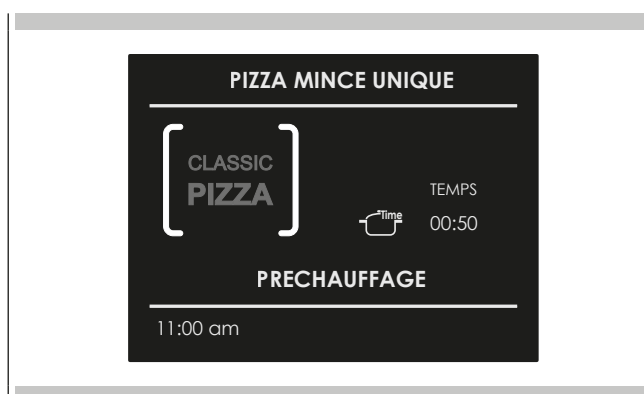 PIZZA MINCE UNIQUE
CLASSIC
PIZZA
TEMPS
Time
00:50
PRECHAUFFAGE
11:00 am